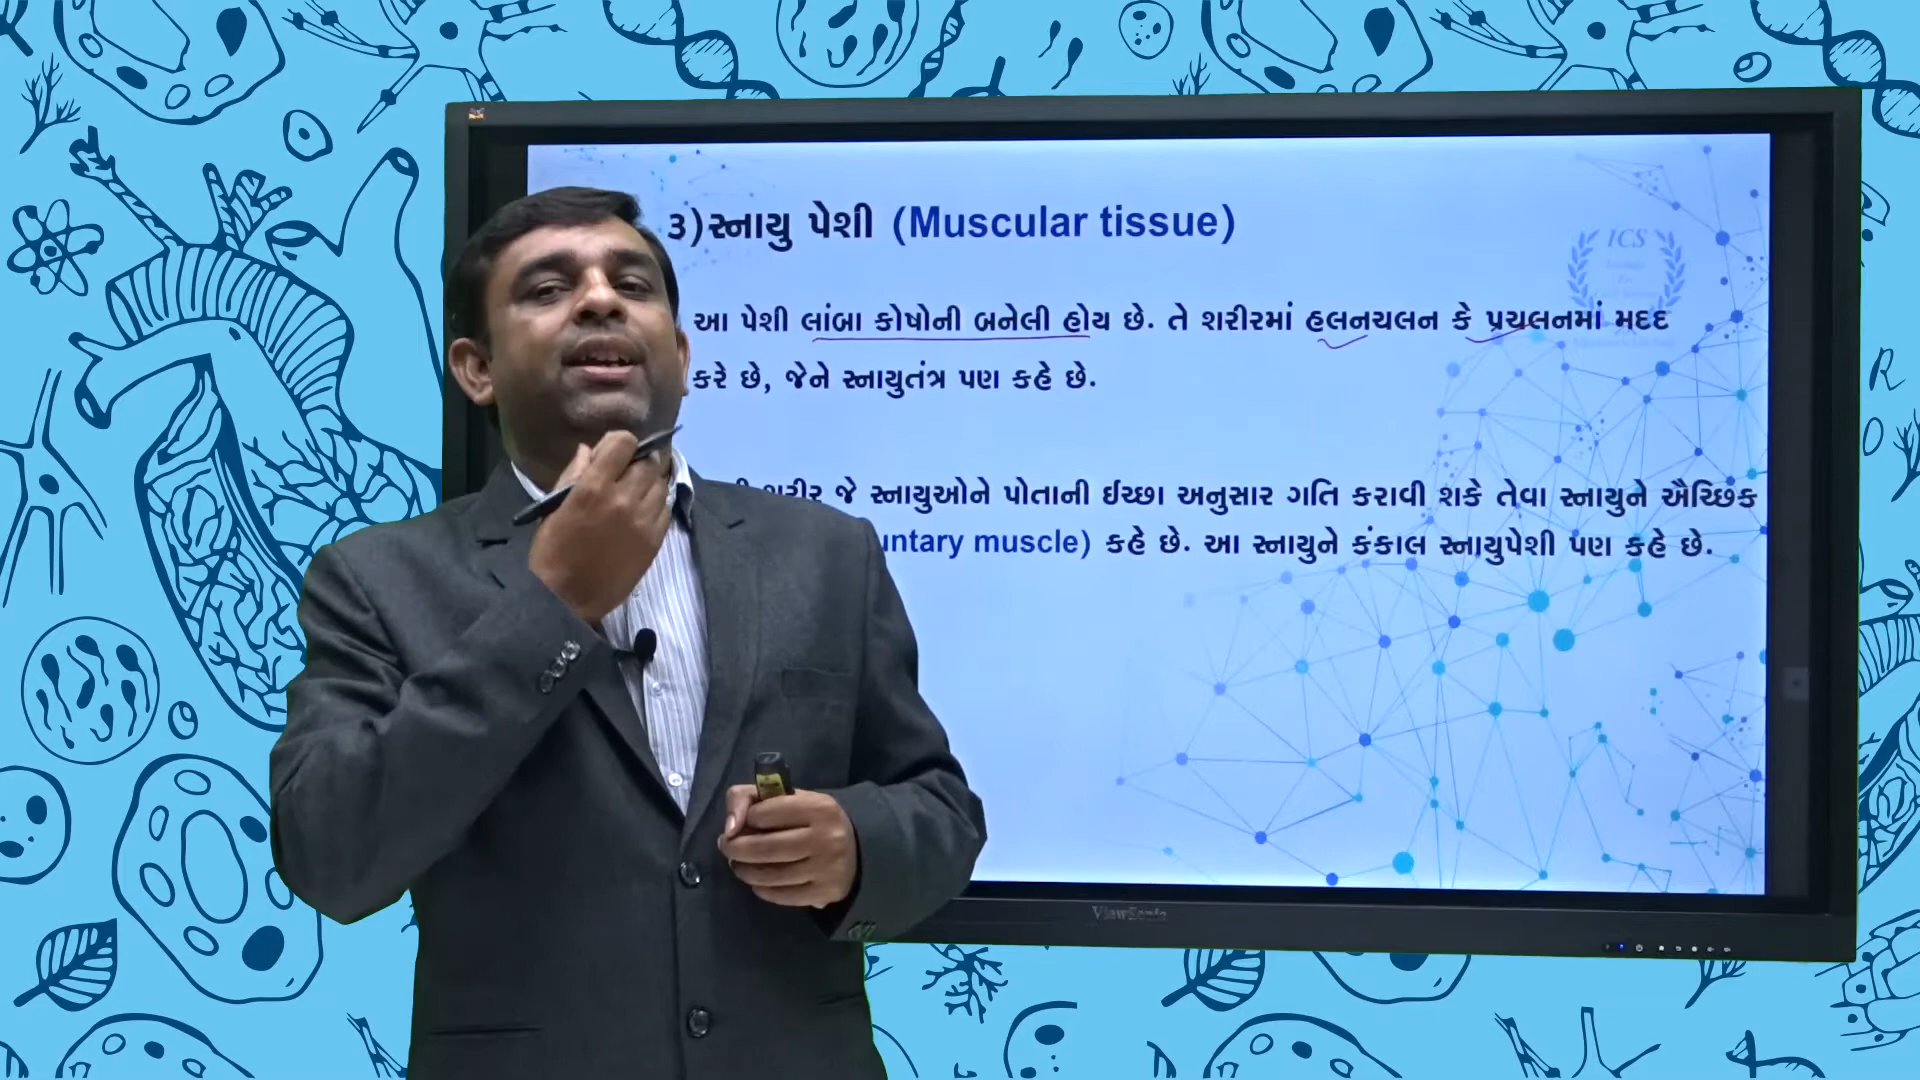 ૩)સ્નાયુ પેશી (Muscular tissue)
ICS
આ પેશી લાંબા કોષોની બનેલી હોય છે. તે શરીરમાં હલનચલન કે પ્રચલનમાં મદદ
કરે છે, જેને સ્નાયુતંત્ર પણ કહે છે.
શરીર જે સ્નાયુઓને પોતાની ઈચ્છા અનુસાર ગતિ કરાવી શકે તેવા સ્નાયુને ઐચ્છિક
muscle) કહે છે. આ સ્નાયુને કંકાલ સ્નાયુપેશી પણ કહે છે.
ViewSonic